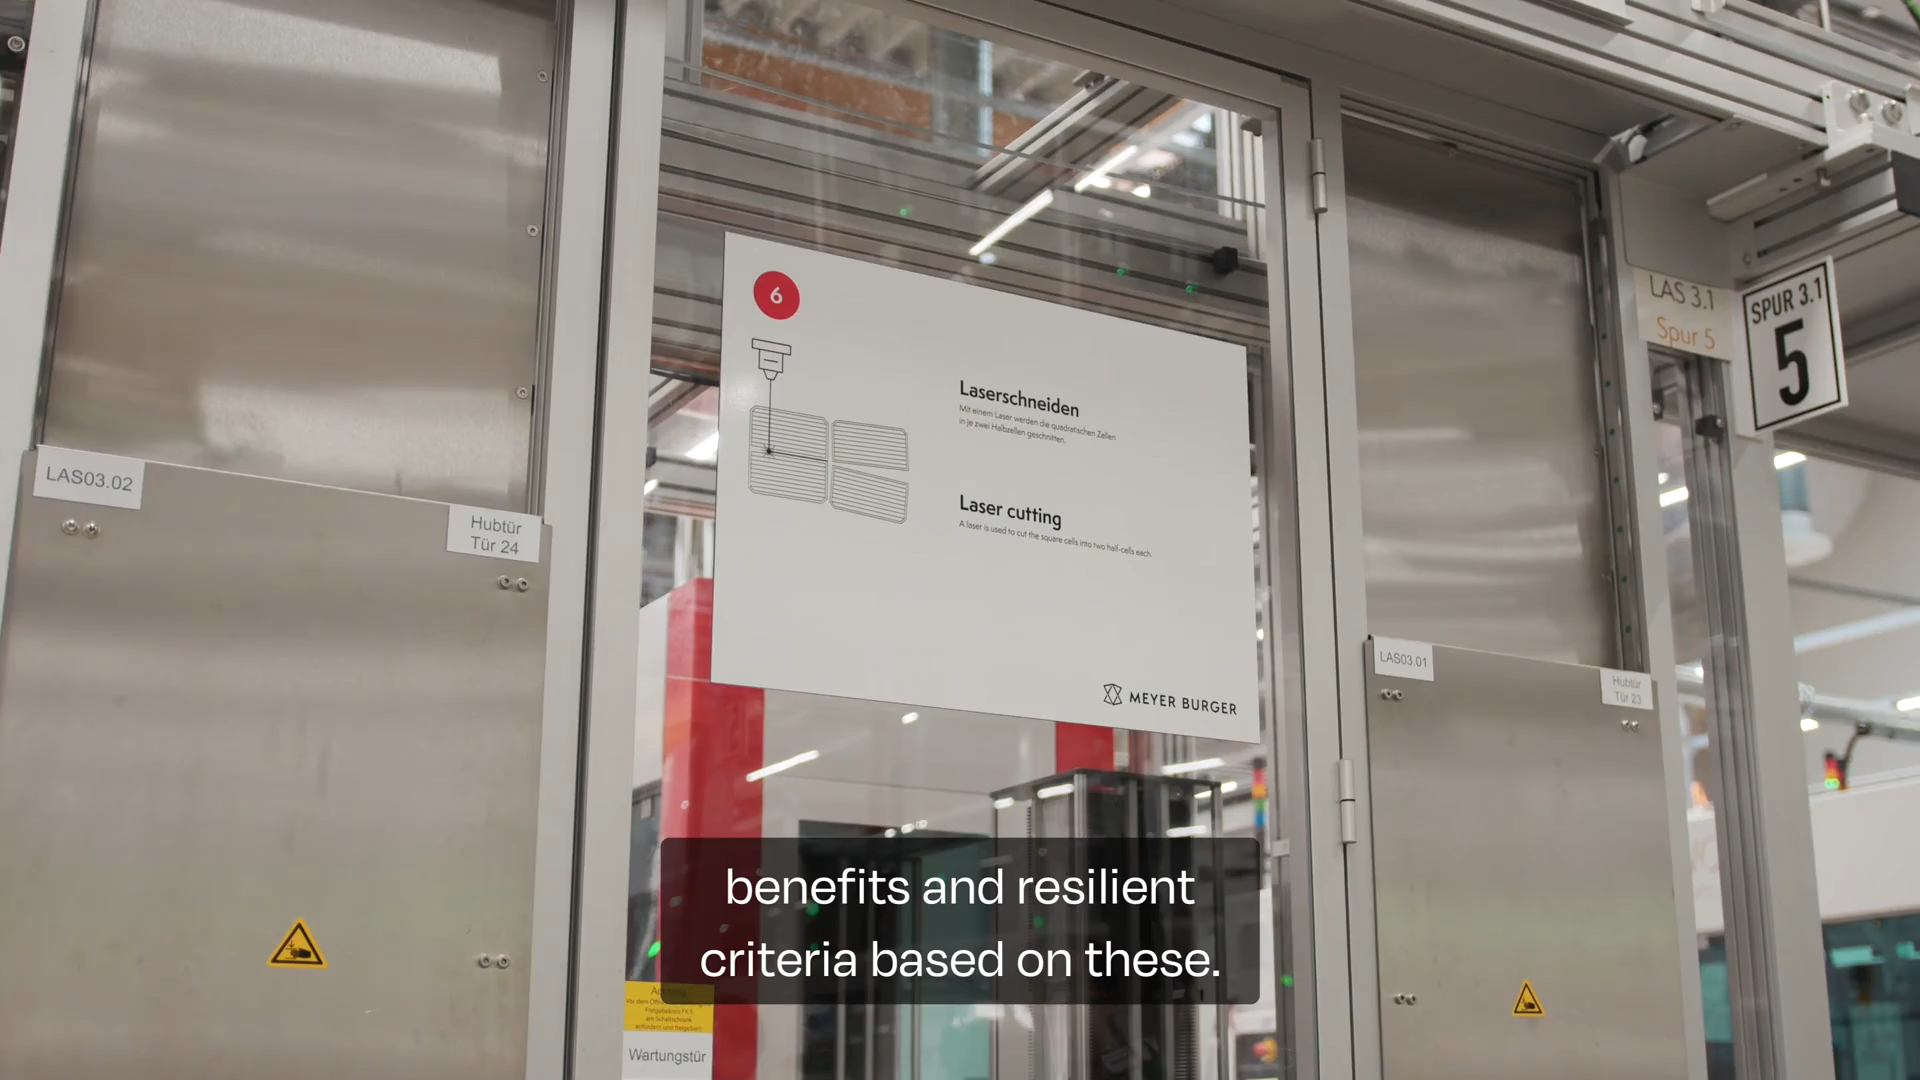 6
Laserschneiden
Mit einem Laser werden die quadratischen Zellen
in je zwei Halbzellen geschnitten.
Laser cutting
A laser is used to cut the square cells into two half-cells each.
MEYER BURGER
LAS03.02
Hubtür
Tür 24
LAS 3.1
Spur 5
SPUR 3.1
5
LAS03.01
Hubtür
Tür 23
benefits and resilient
criteria based on these.
Achtung
am Schaltschrank
Wartungstür